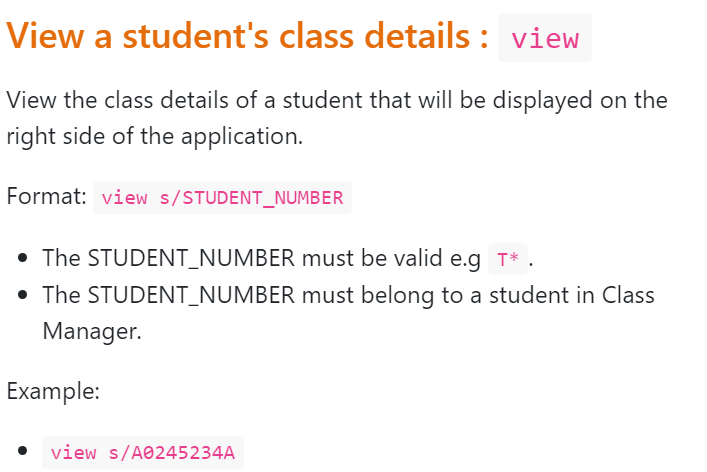 View a student's class details : view
View the class details of a student that will be displayed on the
right side of the application.
Format: view s/STUDENT_NUMBER
• The STUDENT_NUMBER must be valid e.g T* .
• The STUDENT_NUMBER must belong to a student in Class
Manager.
Example:
• view s/A0245234A